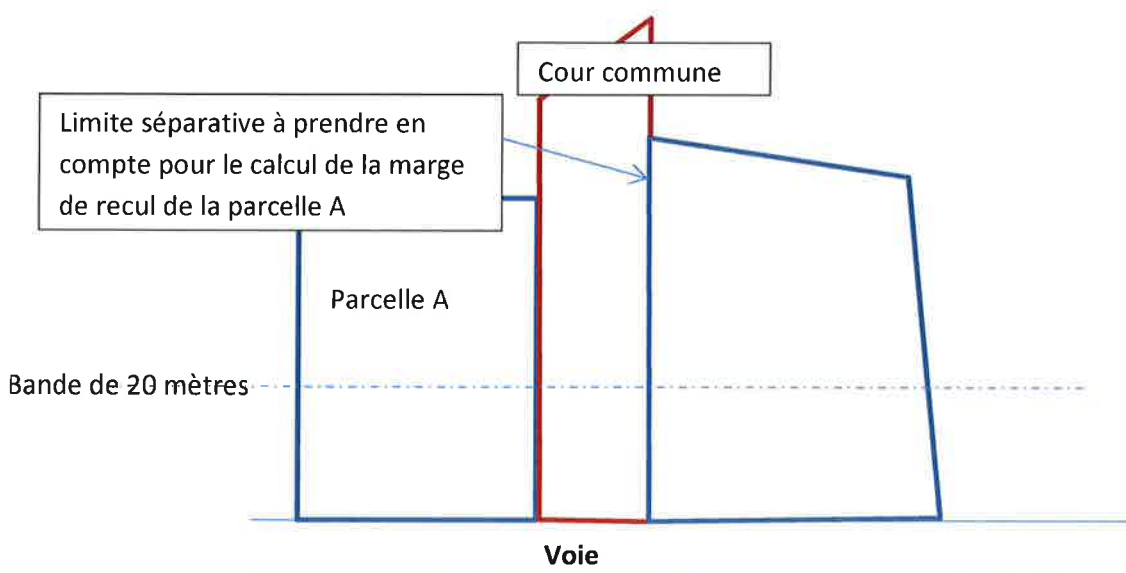 Cour commune
Limite séparative à prendre en
compte pour le calcul de la marge
de recul de la parcelle A
Parcelle A
Bande de 20 mètres
Voie